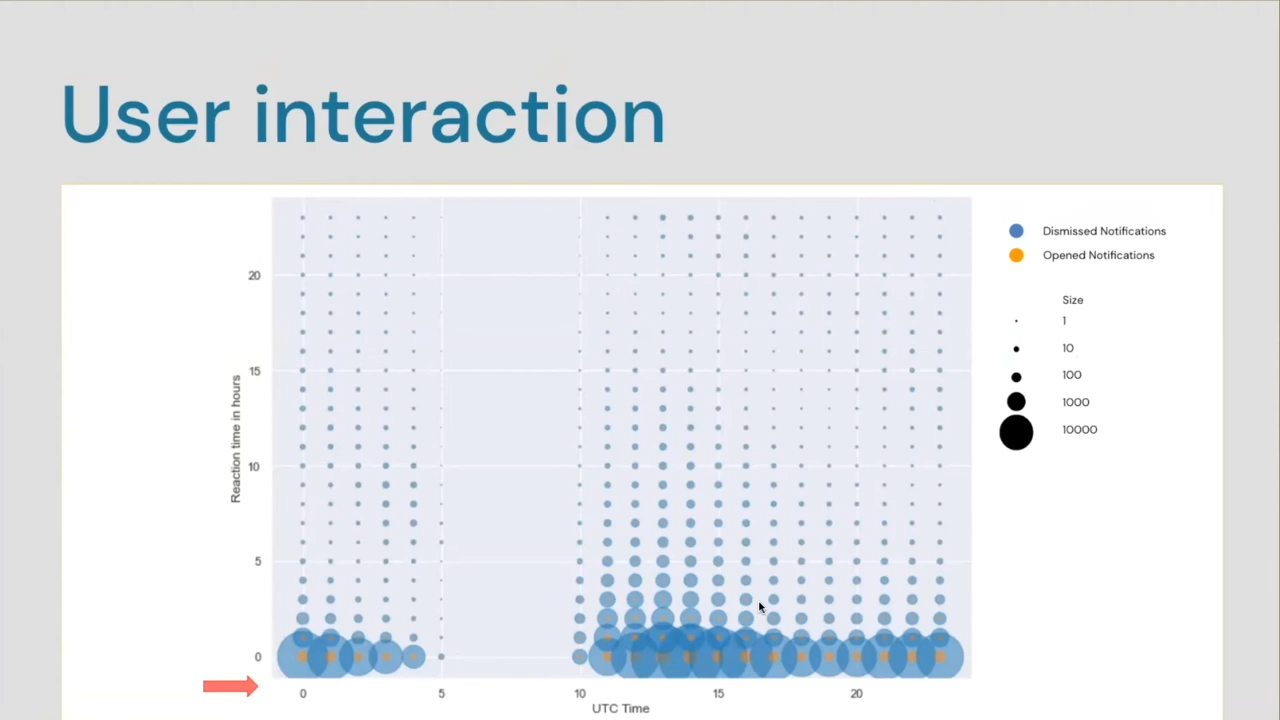 User interaction
Dismissed Notifications
Opened Notifications
Size
1
10
100
1000
10000
Reaction time in hours
20
15
10
5
0
0 5 10 15 20
UTC Time